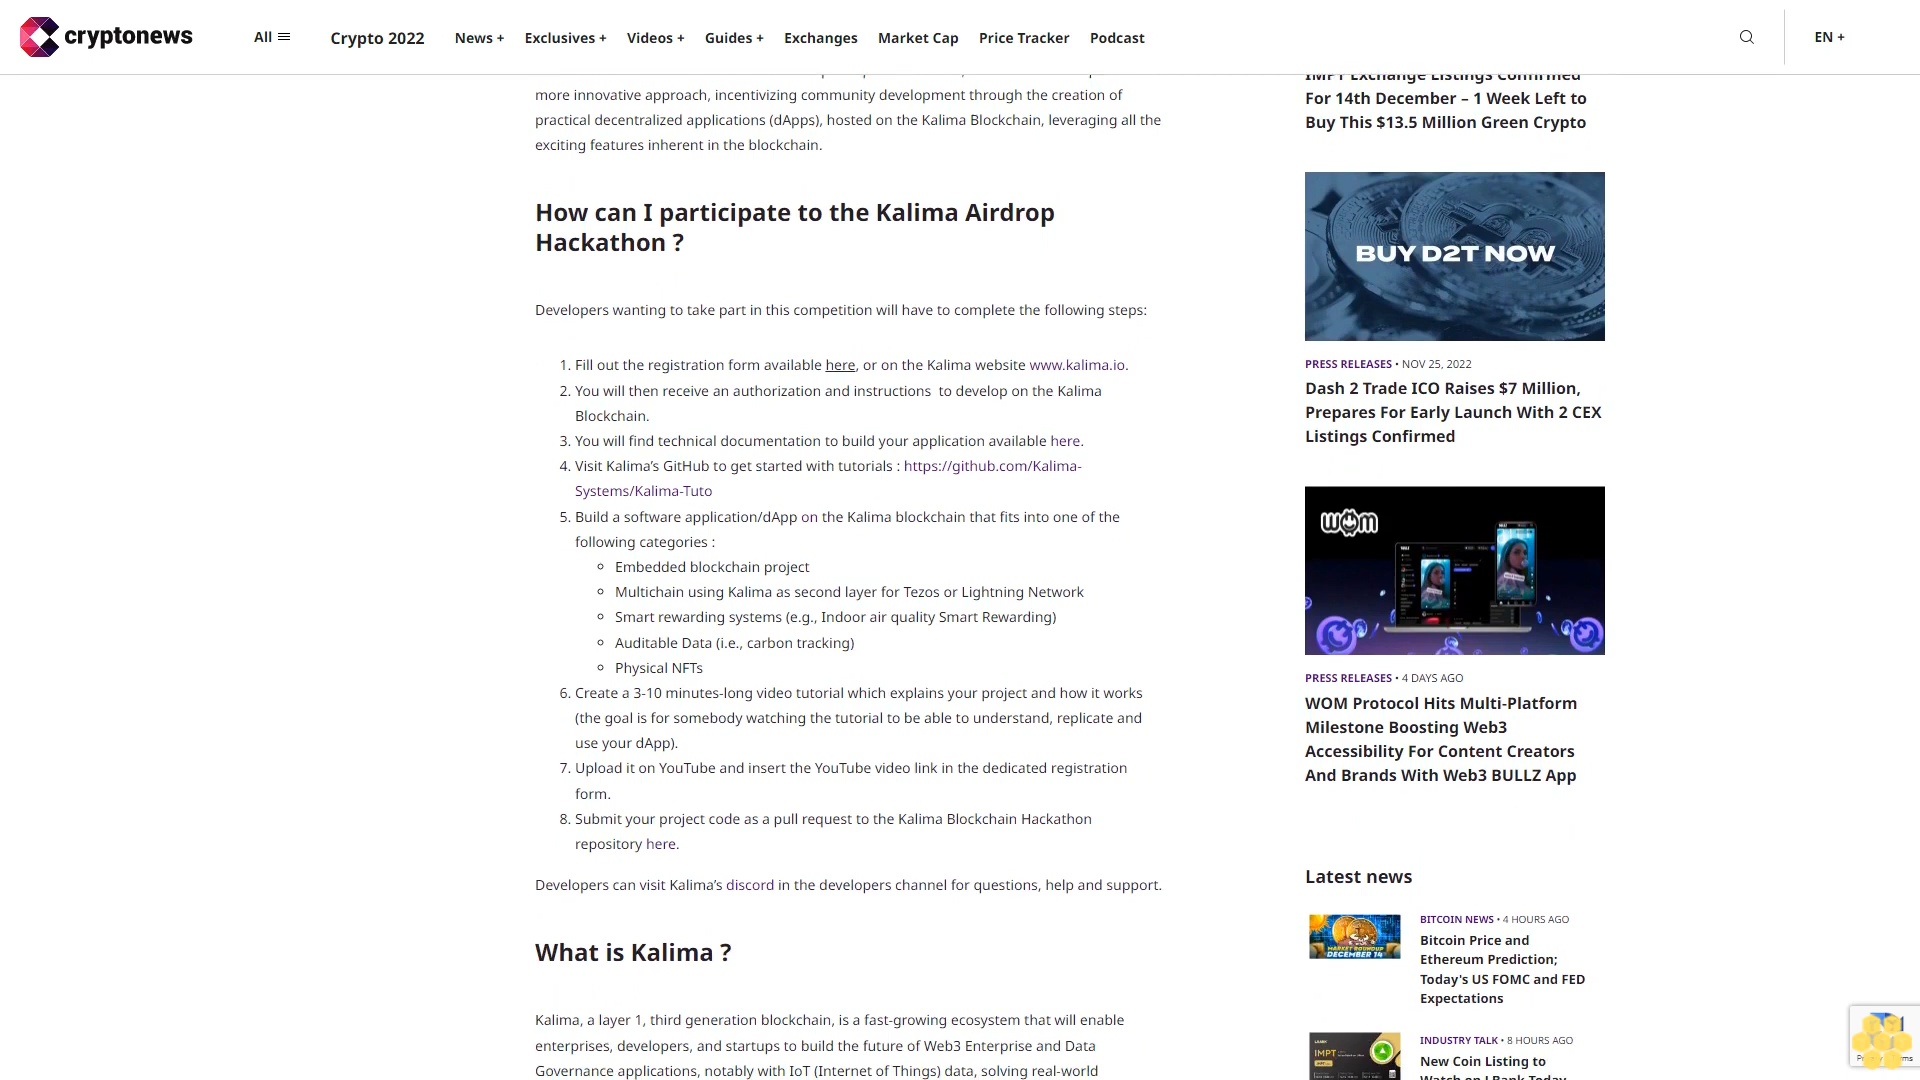 cryptonews
All
Crypto 2022
News +
Exclusives +
Videos +
Guides +
Exchanges
Market Cap
Price Tracker
Podcast
EN +
more innovative approach, incentivizing community development through the creation of
practical decentralized applications (dApps), hosted on the Kalima Blockchain, leveraging all the
exciting features inherent in the blockchain.
How can I participate to the Kalima Airdrop
Hackathon ?
Developers wanting to take part in this competition will have to complete the following steps:
1. Fill out the registration form available here, or on the Kalima website www.kalima.io.
2. You will then receive an authorization and instructions  to develop on the Kalima
Blockchain.
3. You will find technical documentation to build your application available here.
4. Visit Kalima’s GitHub to get started with tutorials : https://github.com/Kalima-
Systems/Kalima-Tuto
5. Build a software application/dApp on the Kalima blockchain that fits into one of the
following categories :
Embedded blockchain project
Multichain using Kalima as second layer for Tezos or Lightning Network
Smart rewarding systems (e.g., Indoor air quality Smart Rewarding)
Auditable Data (i.e., carbon tracking)
Physical NFTs
6. Create a 3-10 minutes-long video tutorial which explains your project and how it works
(the goal is for somebody watching the tutorial to be able to understand, replicate and
use your dApp).
7. Upload it on YouTube and insert the YouTube video link in the dedicated registration
form.
8. Submit your project code as a pull request to the Kalima Blockchain Hackathon
repository here.
Developers can visit Kalima’s discord in the developers channel for questions, help and support.
What is Kalima ?
Kalima, a layer 1, third generation blockchain, is a fast-growing ecosystem that will enable
enterprises, developers, and startups to build the future of Web3 Enterprise and Data
Governance applications, notably with IoT (Internet of Things) data, solving real-world
IMPT Exchange Listings Confirmed
For 14th December – 1 Week Left to
Buy This $13.5 Million Green Crypto
BUY D2T NOW
PRESS RELEASES • NOV 25, 2022
Dash 2 Trade ICO Raises $7 Million,
Prepares For Early Launch With 2 CEX
Listings Confirmed
WOM
PRESS RELEASES • 4 DAYS AGO
WOM Protocol Hits Multi-Platform
Milestone Boosting Web3
Accessibility For Content Creators
And Brands With Web3 BULLZ App
Latest news
MARKET ROUNDUP
DECEMBER 14
BITCOIN NEWS • 4 HOURS AGO
Bitcoin Price and
Ethereum Prediction;
Today's US FOMC and FED
Expectations
IMPT
INDUSTRY TALK • 8 HOURS AGO
New Coin Listing to
Watch on LBank Today